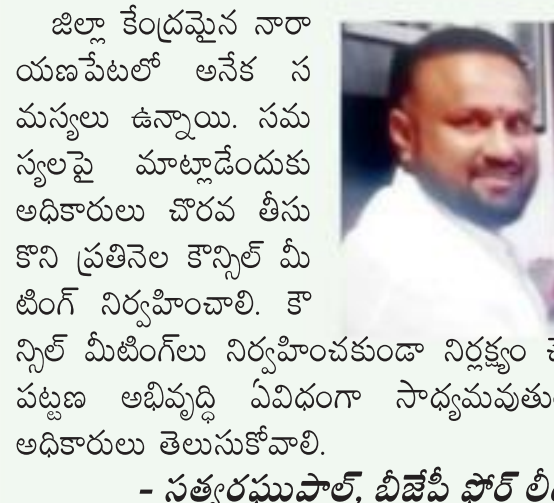 జిల్లా కేంద్రమైన నారా
యణపేటలో అనేక స
మస్యలు ఉన్నాయి. సమ
స్యలపై మాట్లాడేందుకు
అధికారులు చొరవ తీసు
కొని ప్రతినెల కౌన్సిల్ మీ
టింగ్ నిర్వహించాలి. కౌ
న్సిల్ మీటింగ్‌లు నిర్వహించకుండా నిర్లక్ష్యం
పట్టణ అభివృద్ధి ఏవిధంగా
అధికారులు తెలుసుకోవాలి.
- సత్యరఘుపాల్, బీజేపీ ఫ్లోర్